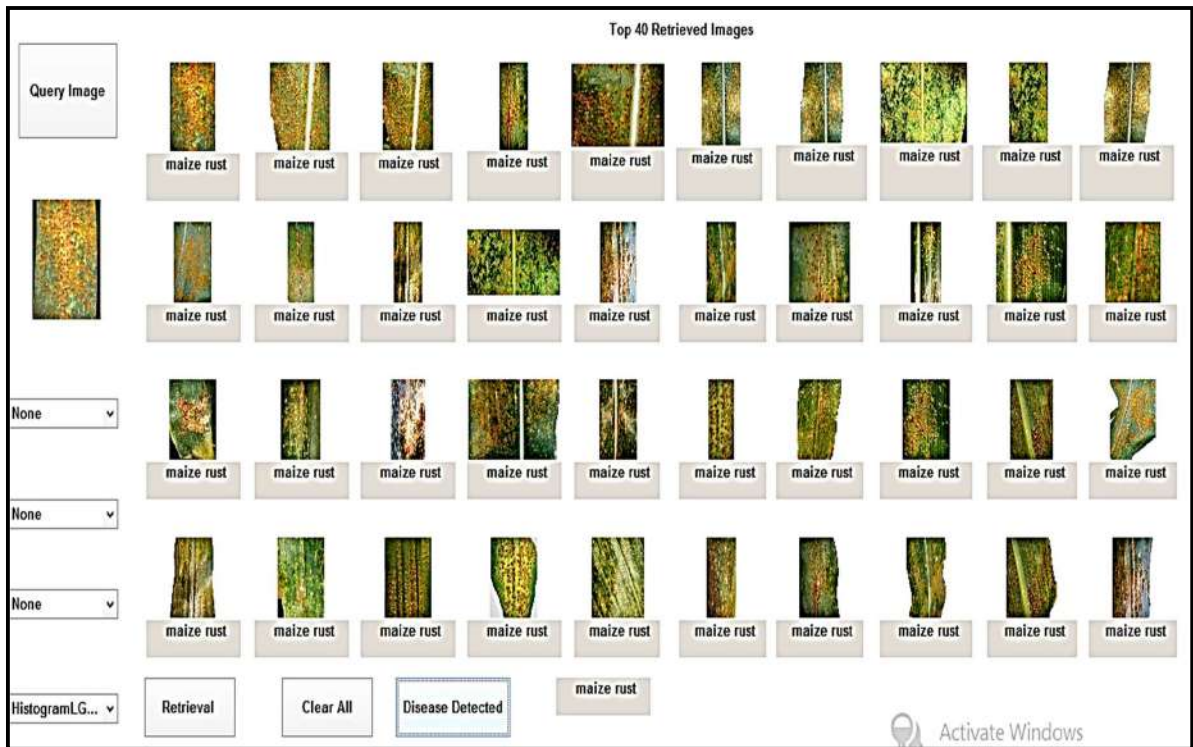 Top 40 Retrieved Images
Query Image
maize rust maize rust maize rust maize rust maize rust maize rust maize rust maize rust maize rust maize rust
maize rust maize rust maize rust maize rust maize rust maize rust maize rust maize rust maize rust maize rust
None
maize rust maize rust maize rust maize rust maize rust maize rust maize rust maize rust maize rust maize rust
None
None
maize rust maize rust maize rust maize rust maize rust maize rust maize rust maize rust maize rust maize rust
HistogramLG... Retrieval Clear All Disease Detected maize rust
Activate Windows